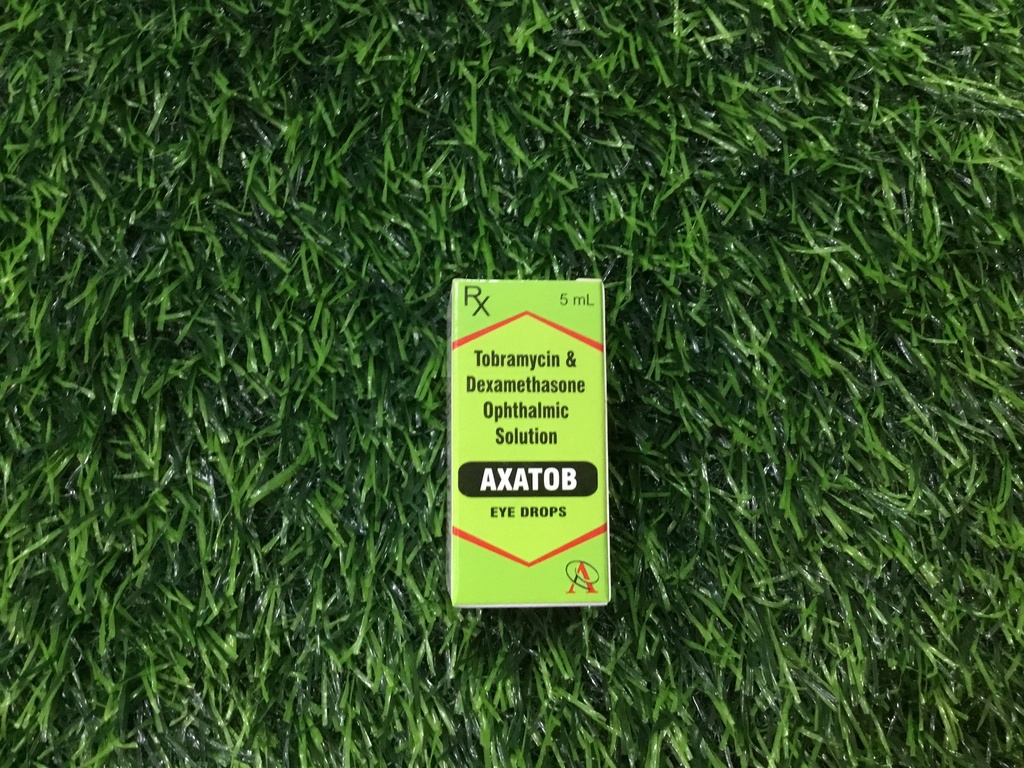 Rx 5 mL
Tobramycin &
Dexamethasone
Ophthalmic
Solution
AXATOB
EYE DROPS
A